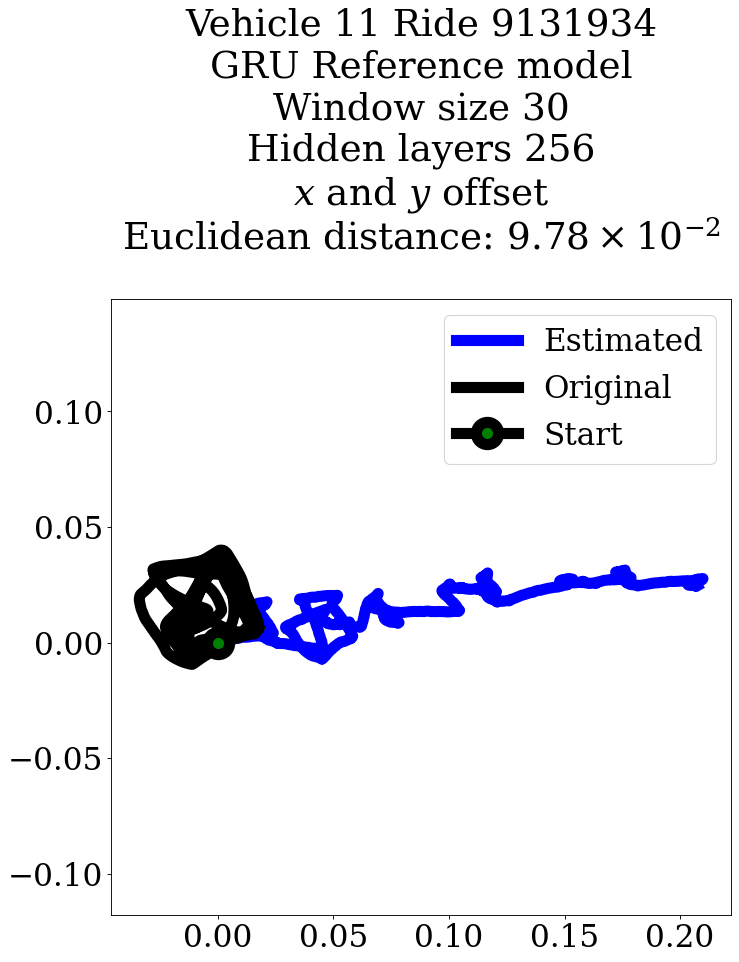 Vehicle 11 Ride 9131934
GRU Reference model
Window size 30
Hidden layers 256
x and y offset
Euclidean distance: 9.78 × 10⁻²
Estimated
Original
Start
0.10
0.05
0.00
−0.05
−0.10
0.00 0.05 0.10 0.15 0.20